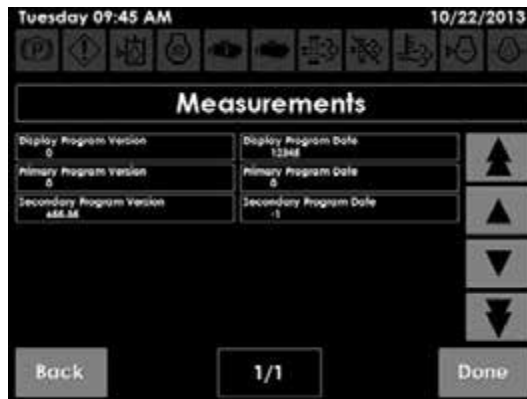 Tuesday 09:45 AM 10/22/2013
Measurements
Display Program Version Display Program Date
0 12345
Primary Program Version Primary Program Date
0 0
Secondary Program Version Secondary Program Date
-1
Back 1/1 Done